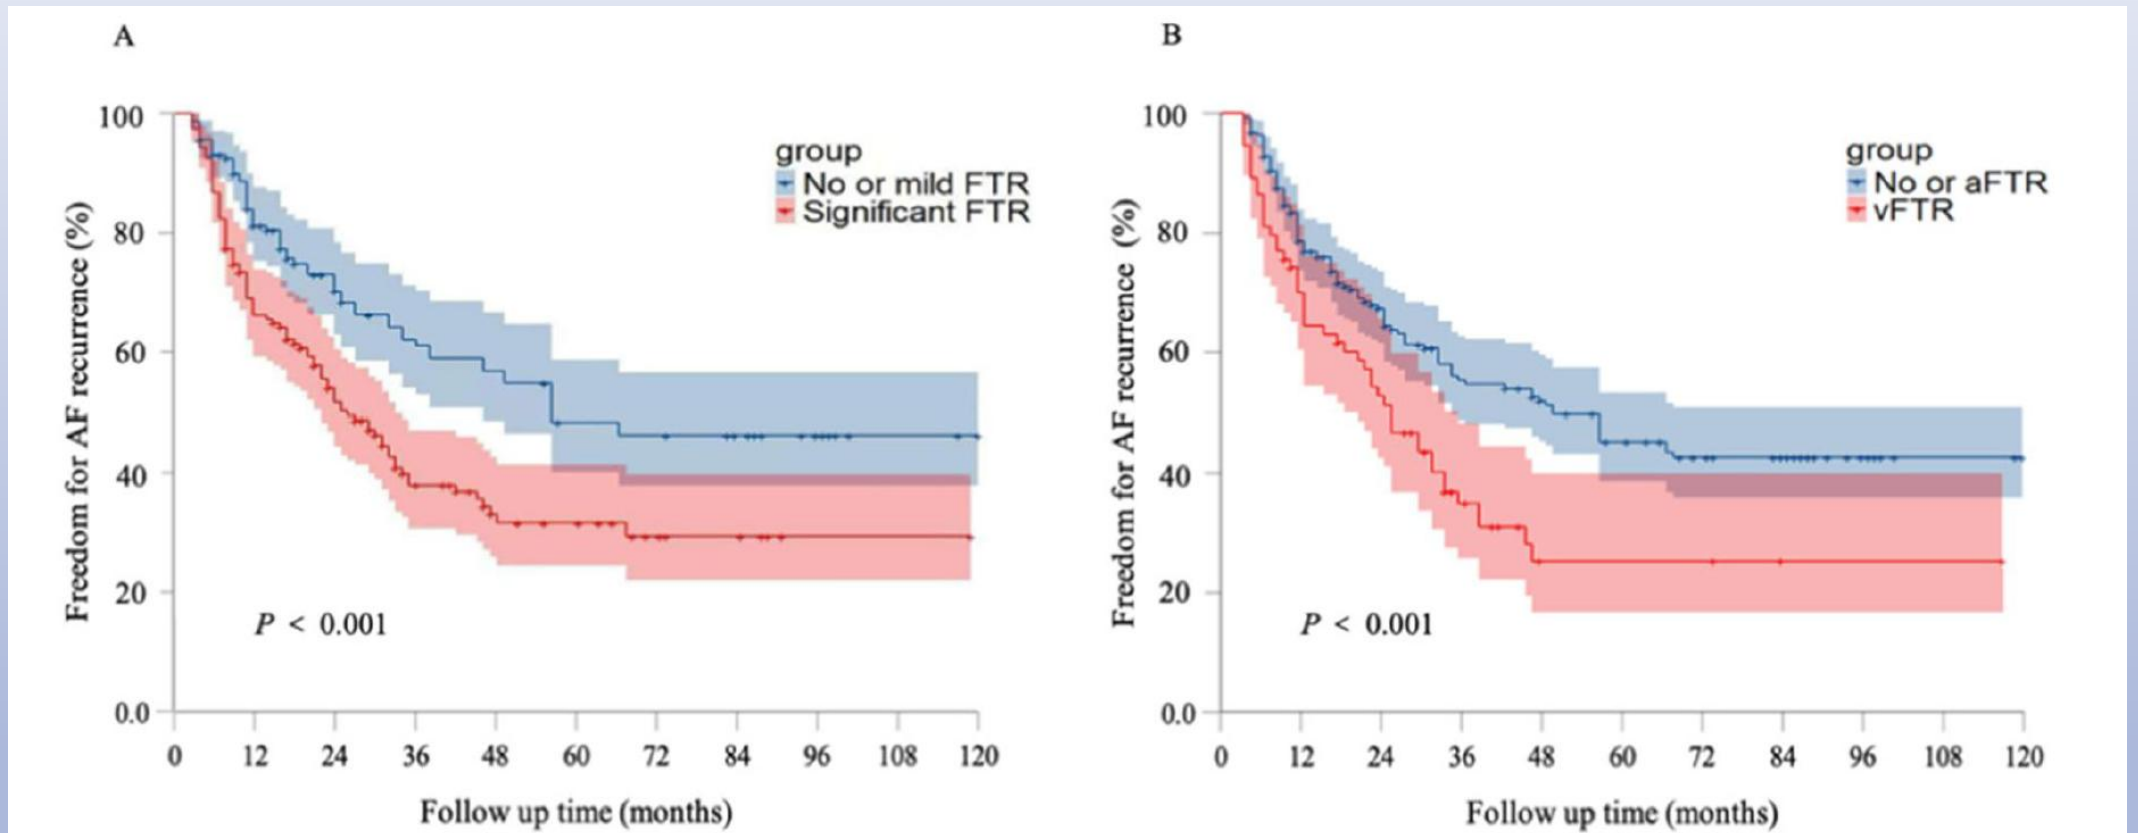 A
Freedom for AF recurrence (%)
100
80
60
40
20
0.0
group
No or mild FTR
Significant FTR
P < 0.001
0 12 24 36 48 60 72 84 96 108 120
Follow up time (months)
B
Freedom for AF recurrence (%)
100
80
60
40
20
0.0
group
No or aFTR
vFTR
P < 0.001
0 12 24 36 48 60 72 84 96 108 120
Follow up time (months)